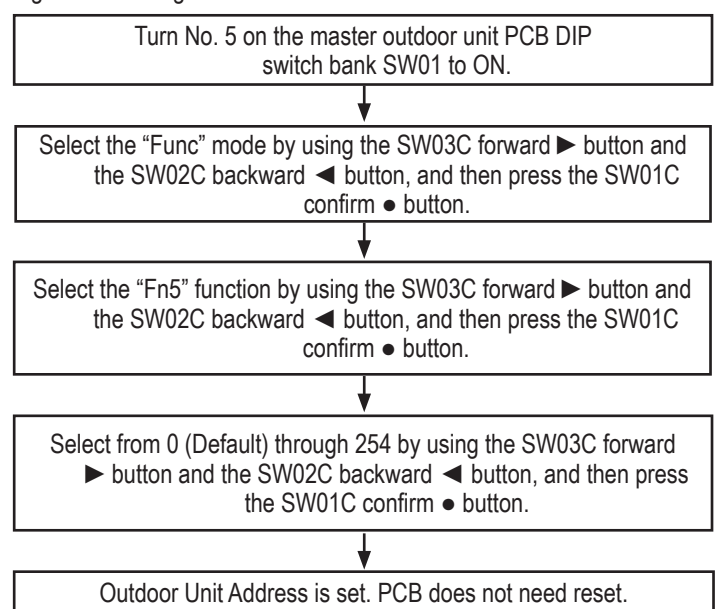 Turn No. 5 on the master outdoor unit PCB DIP
switch bank SW01 to ON.
Select the “Func” mode by using the SW03C forward ► button and
the SW02C backward ◄ button, and then press the SW01C
confirm ● button.
Select the “Fn5” function by using the SW03C forward ► button and
the SW02C backward ◄ button, and then press the SW01C
confirm ● button.
Select from 0 (Default) through 254 by using the SW03C forward
► button and the SW02C backward ◄ button, and then press
the SW01C confirm ● button.
Outdoor Unit Address is set. PCB does not need reset.